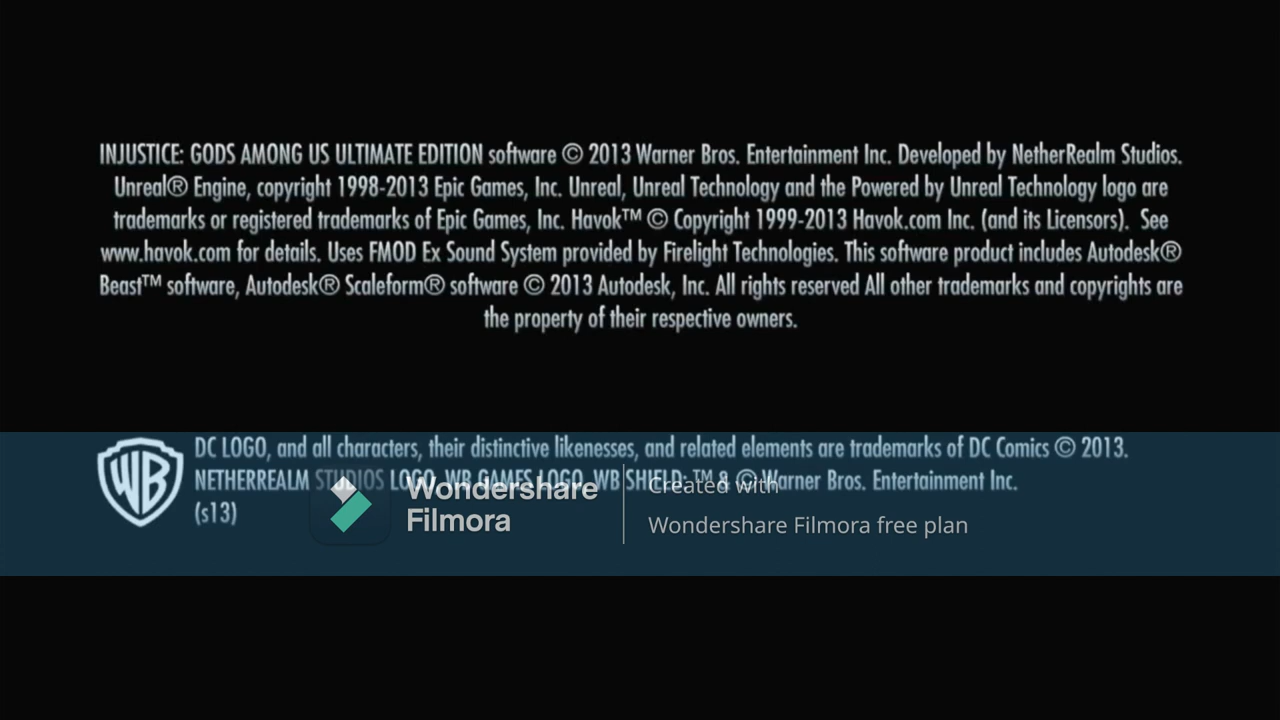 INJUSTICE: GODS AMONG US ULTIMATE EDITION software © 2013 Warner Bros. Entertainment Inc. Developed by NetherRealm Studios.
Unreal® Engine, copyright 1998-2013 Epic Games, Inc. Unreal, Unreal Technology and the Powered by Unreal Technology logo are
trademarks or registered trademarks of Epic Games, Inc. Havok™ © Copyright 1999-2013 Havok.com Inc. (and its Licensors). See
www.havok.com for details. Uses FMOD Ex Sound System provided by Firelight Technologies. This software product includes Autodesk®
Beast™ software, Autodesk® Scaleform® software © 2013 Autodesk, Inc. All rights reserved All other trademarks and copyrights are
the property of their respective owners.
WB
DC LOGO, and all characters, their distinctive likenesses, and related elements are trademarks of DC Comics © 2013.
NETHERREALM STUDIOS LOGO, WB GAMES LOGO, WB SHIELD: ™ & © Warner Bros. Entertainment Inc.
(s13)
Wondershare
Filmora
Created with
Wondershare Filmora free plan